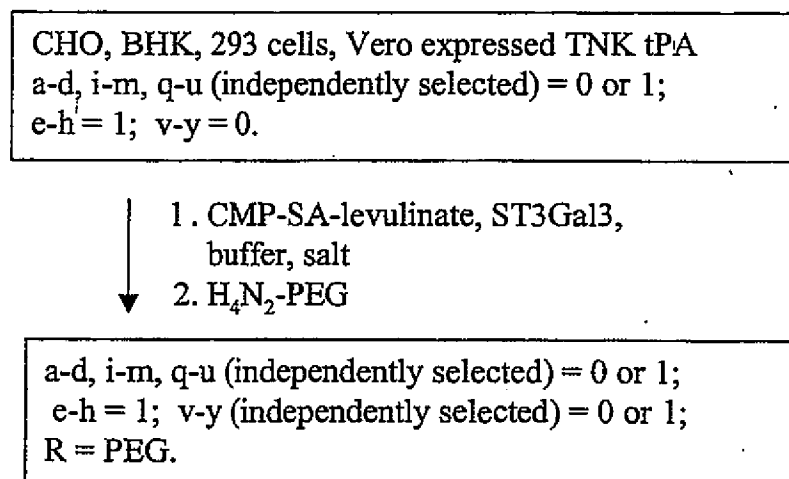 CHO, BHK, 293 cells, Vero expressed TNK tPA
a-d, i-m, q-u (independently selected) = 0 or 1;
e-h = 1; v-y = 0.
1. CMP-SA-levulinate, ST3Gal3,
buffer, salt
2. H₄N₂-PEG
a-d, i-m, q-u (independently selected) = 0 or 1;
e-h = 1; v-y (independently selected) = 0 or 1;
R = PEG.